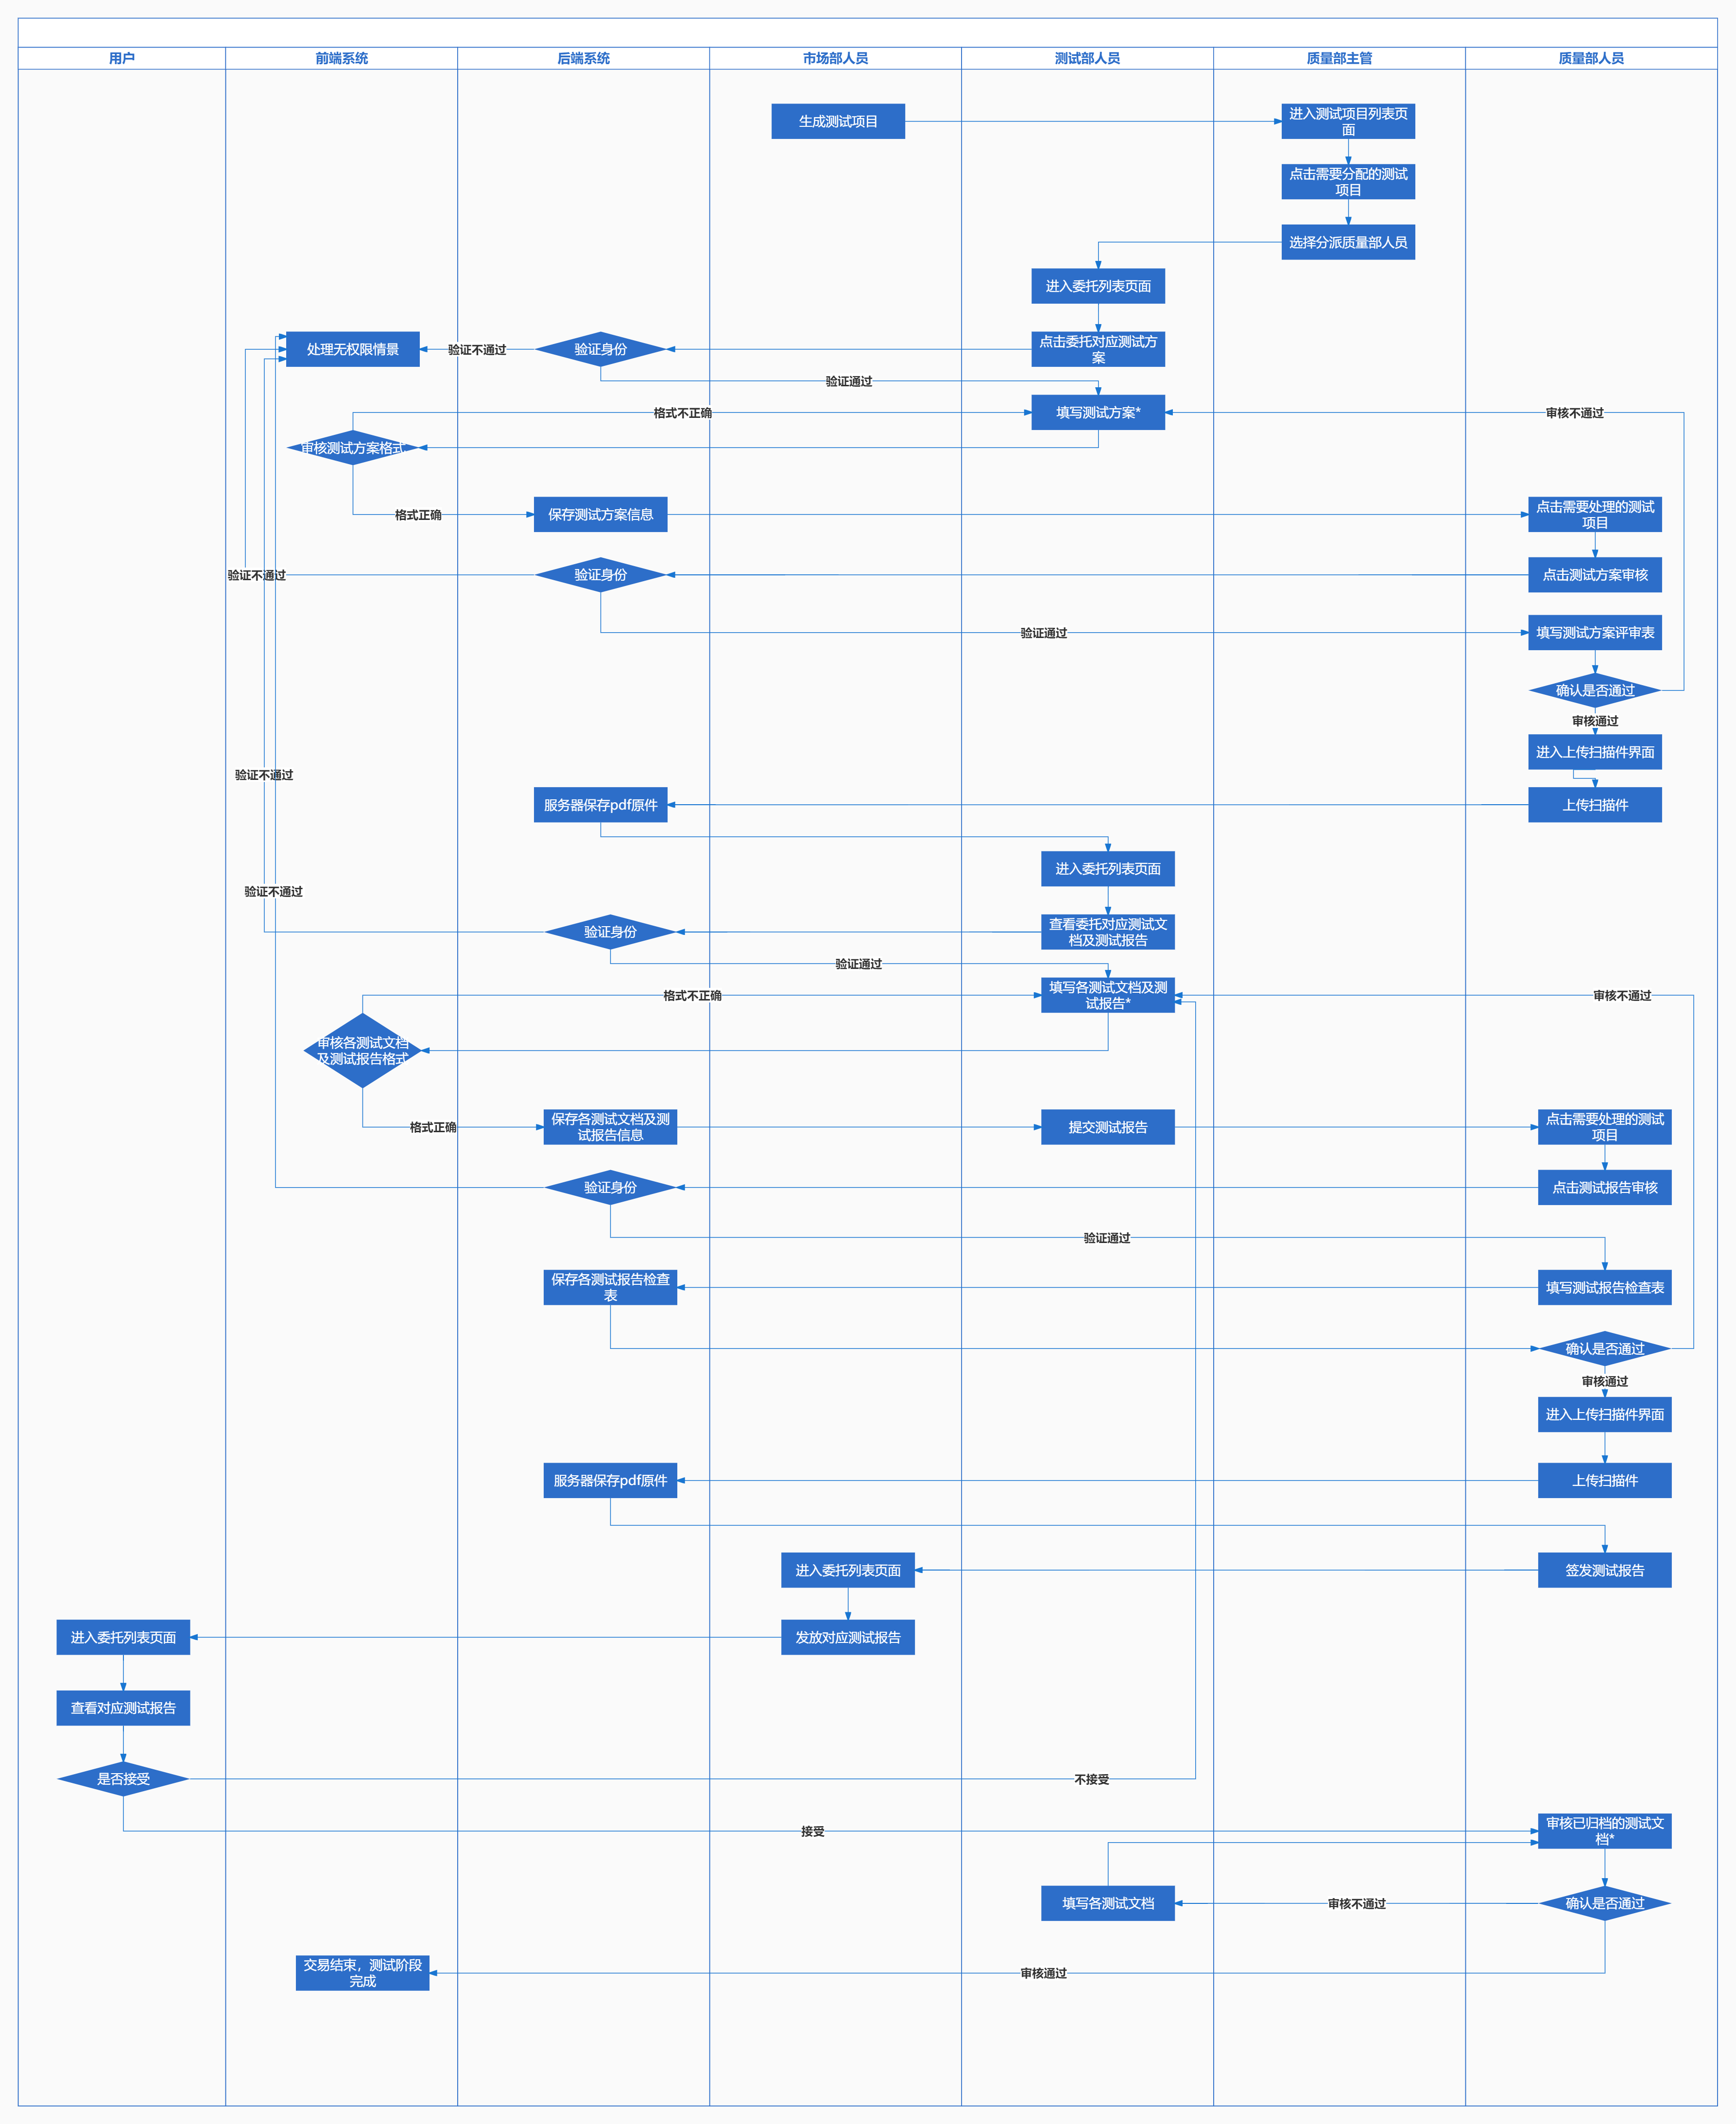 用户
前端系统
后端系统
市场部人员
测试部人员
质量部主管
质量部人员
生成测试项目
进入测试项目列表页
面
点击需要分配的测试
项目
选择分派质量部人员
进入委托列表页面
处理无权限情景
验证不通过
验证身份
点击委托对应测试方
案
验证通过
格式不正确
填写测试方案*
审核不通过
审核测试方案格式
格式正确
保存测试方案信息
点击需要处理的测试
项目
验证不通过
验证身份
点击测试方案审核
验证通过
填写测试方案评审表
确认是否通过
审核通过
进入上传扫描件界面
验证不通过
服务器保存pdf原件
上传扫描件
进入委托列表页面
验证不通过
验证身份
查看委托对应测试文
档及测试报告
验证通过
格式不正确
填写各测试文档及测
试报告*
审核不通过
审核各测试文档
及测试报告格式
格式正确
保存各测试文档及测
试报告信息
提交测试报告
点击需要处理的测试
项目
验证身份
点击测试报告审核
验证通过
保存各测试报告检查
表
填写测试报告检查表
确认是否通过
审核通过
进入上传扫描件界面
服务器保存pdf原件
上传扫描件
进入委托列表页面
签发测试报告
进入委托列表页面
发放对应测试报告
查看对应测试报告
是否接受
不接受
接受
审核已归档的测试文
档*
填写各测试文档
审核不通过
确认是否通过
交易结束，测试阶段
完成
审核通过